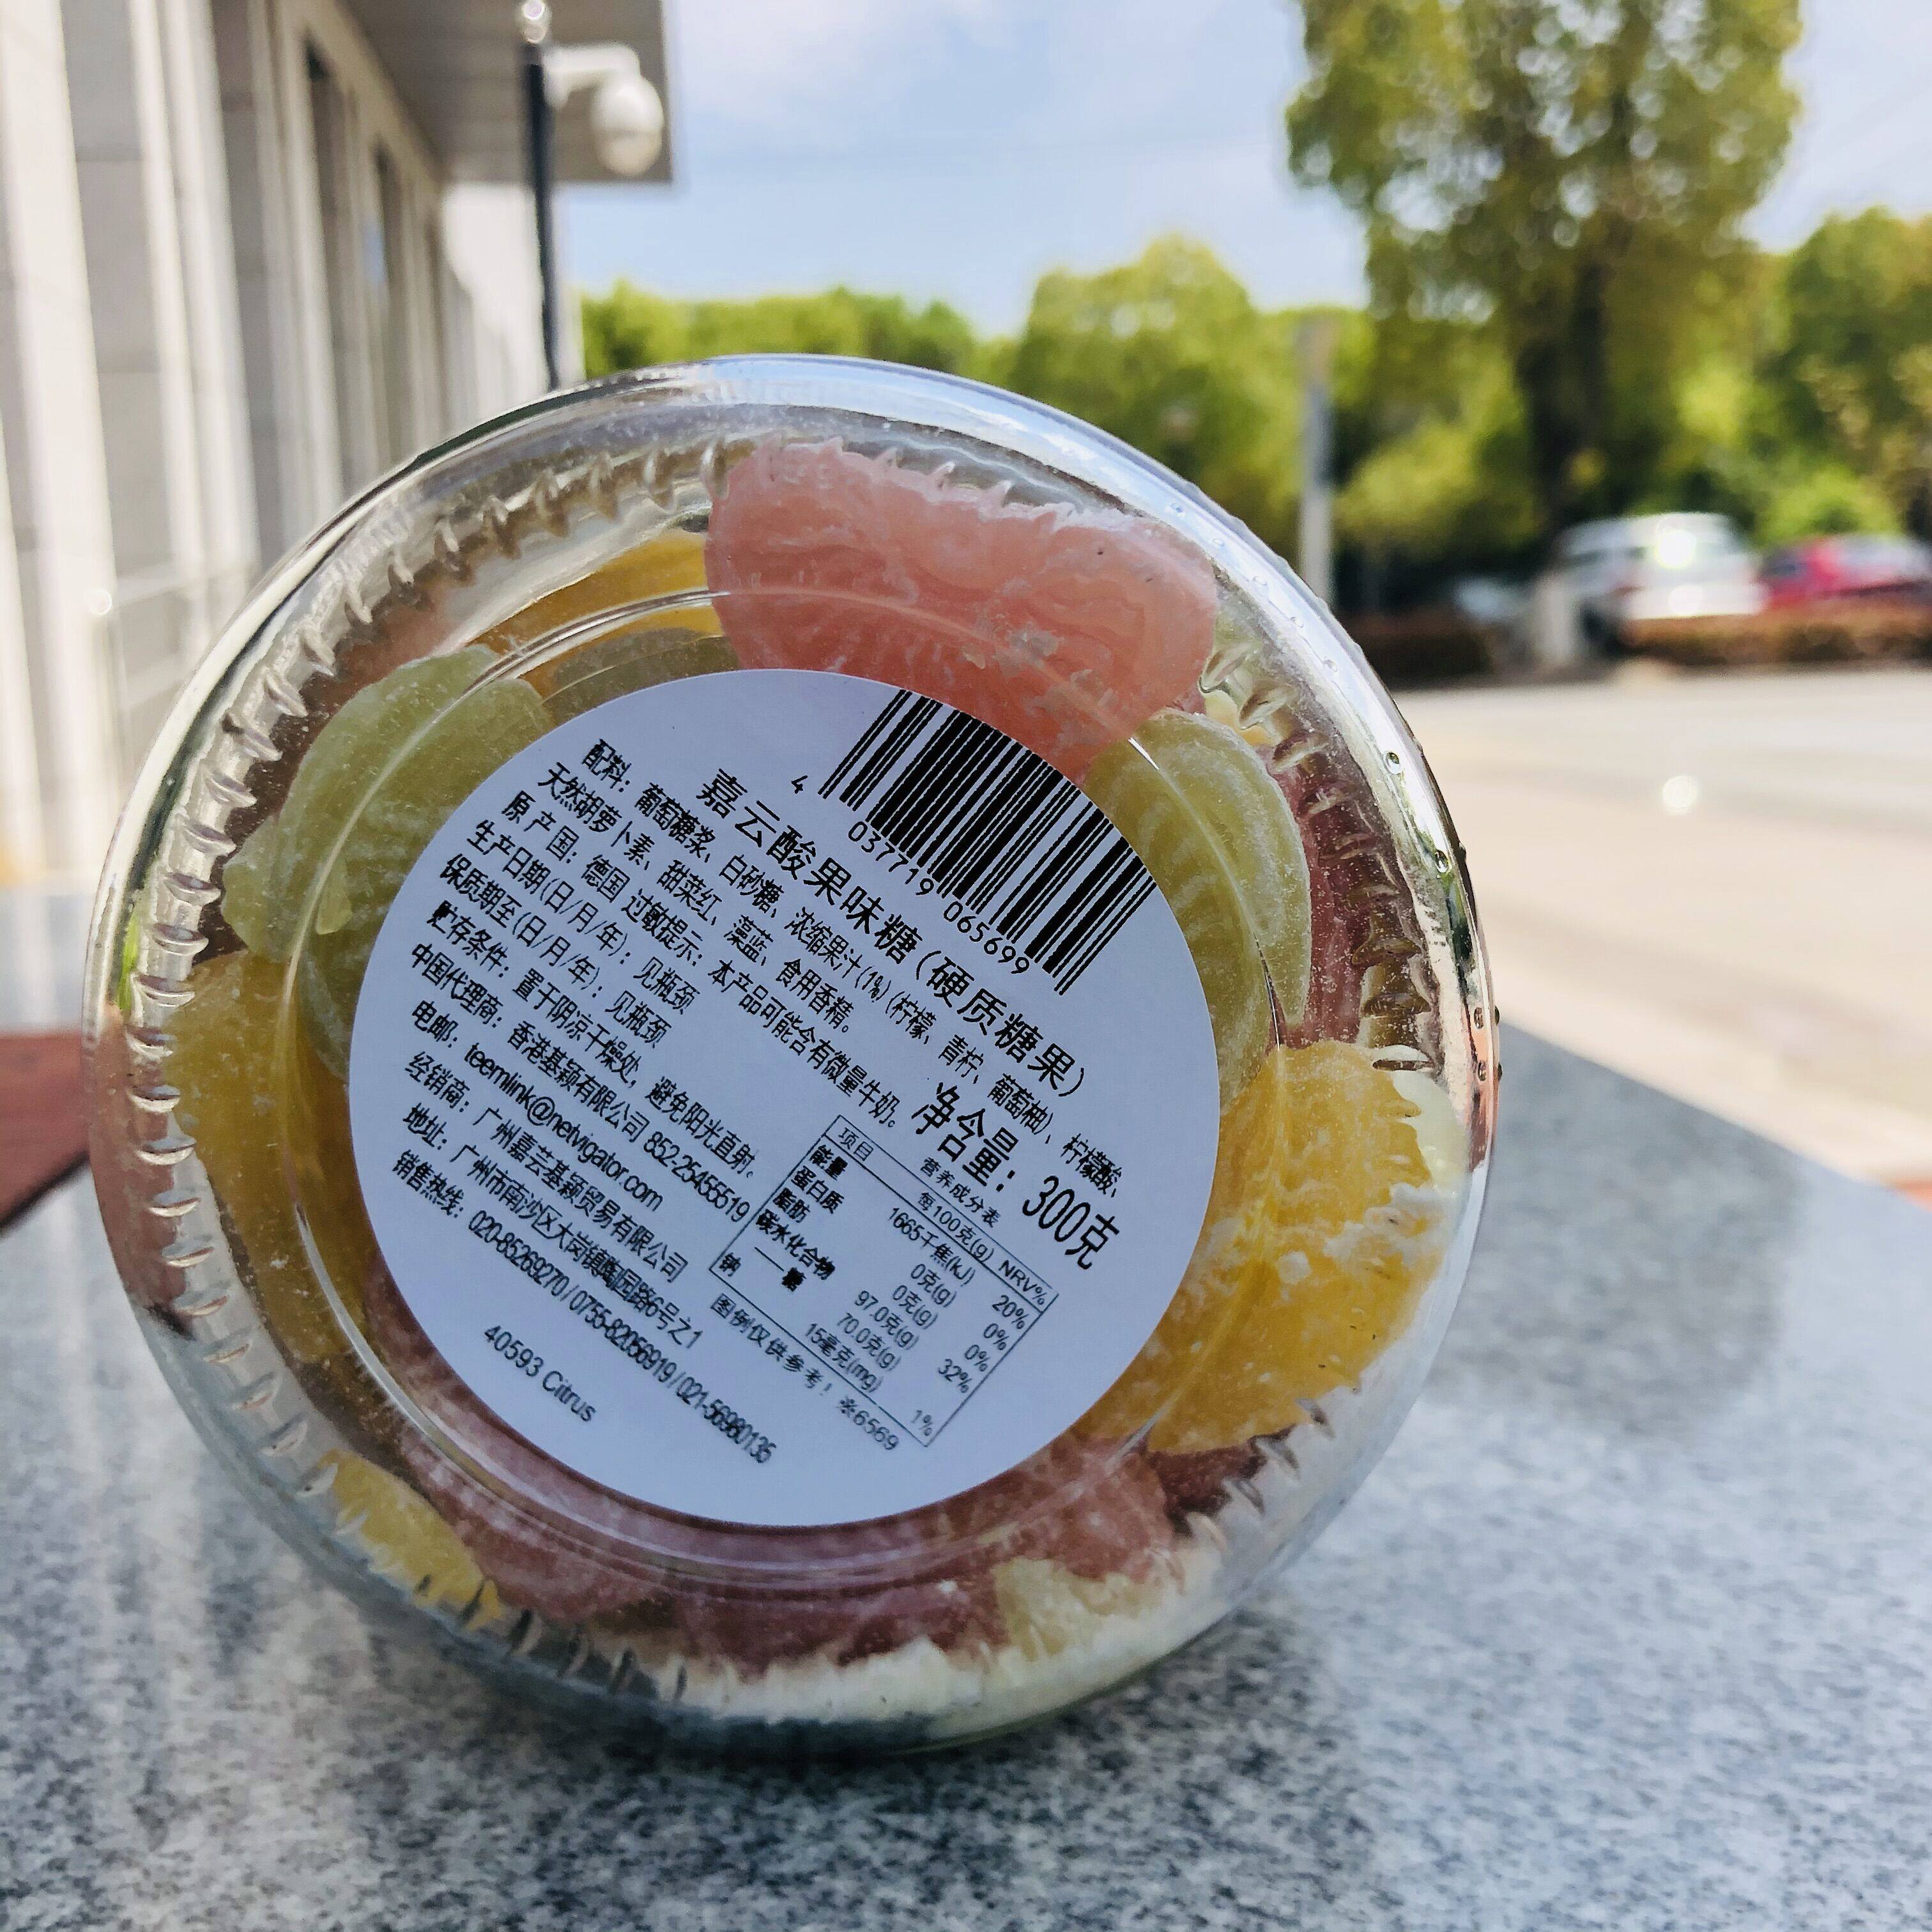 4 037719 065699
嘉云酸果味糖(硬质糖果)
配料: 葡萄糖浆、白砂糖、浓缩果汁(1%)(柠檬、青柠、葡萄柚)、柠檬酸、
天然胡萝卜素、甜菜红、藻蓝、食用香精。
原产国: 德国 过敏提示: 本产品可能含有微量牛奶。
生产日期(日/月/年): 见瓶颈
保质期至(日/月/年): 见瓶颈
净含量: 300克
贮存条件: 置于阴凉干燥处, 避免阳光直射。
中国代理商: 香港基颖有限公司 852-25455519
电邮: teemlink@netvigator.com
经销商: 广州嘉芸基颖贸易有限公司
地址: 广州市南沙区大岗镇陶园路6号之1
销售热线: 020-85269270 / 0755-82056919 / 021-56980135
营养成分表
项目 每100克(g) NRV%
能量 1665千焦(kJ) 20%
蛋白质 0克(g) 0%
脂肪 0克(g) 0%
碳水化合物 97.0克(g) 32%
——糖 70.0克(g)
钠 15毫克(mg) 1%
图例仅供参考! ※6569
40593 Citrus